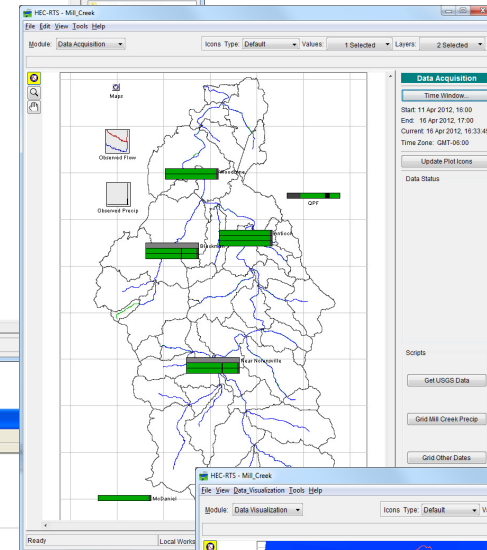 HEC-RTS - Mill_Creek
File Edit View Tools Help
Module: Data Acquisition Icons Type: Default Values: 1 Selected Layers: 2 Selected
Data Acquisition
Time Window...
Start: 11 Apr 2012, 16:00
End: 16 Apr 2012, 17:00
Current: 16 Apr 2012, 16:33:45
Time Zone: GMT-06:00
Update Plot Icons
Data Status
Maps
Observed Flow
Observed Precip
QPF
Antioch
Near Nolensville
McDaniel
Scripts
Get USGS Data
Grid Mill Creek Precip
Grid Other Dates
Ready Local Works
HEC-RTS - Mill_Creek
File View Data_Visualization Tools Help
Module: Data Visualization Icons Type: Default Va